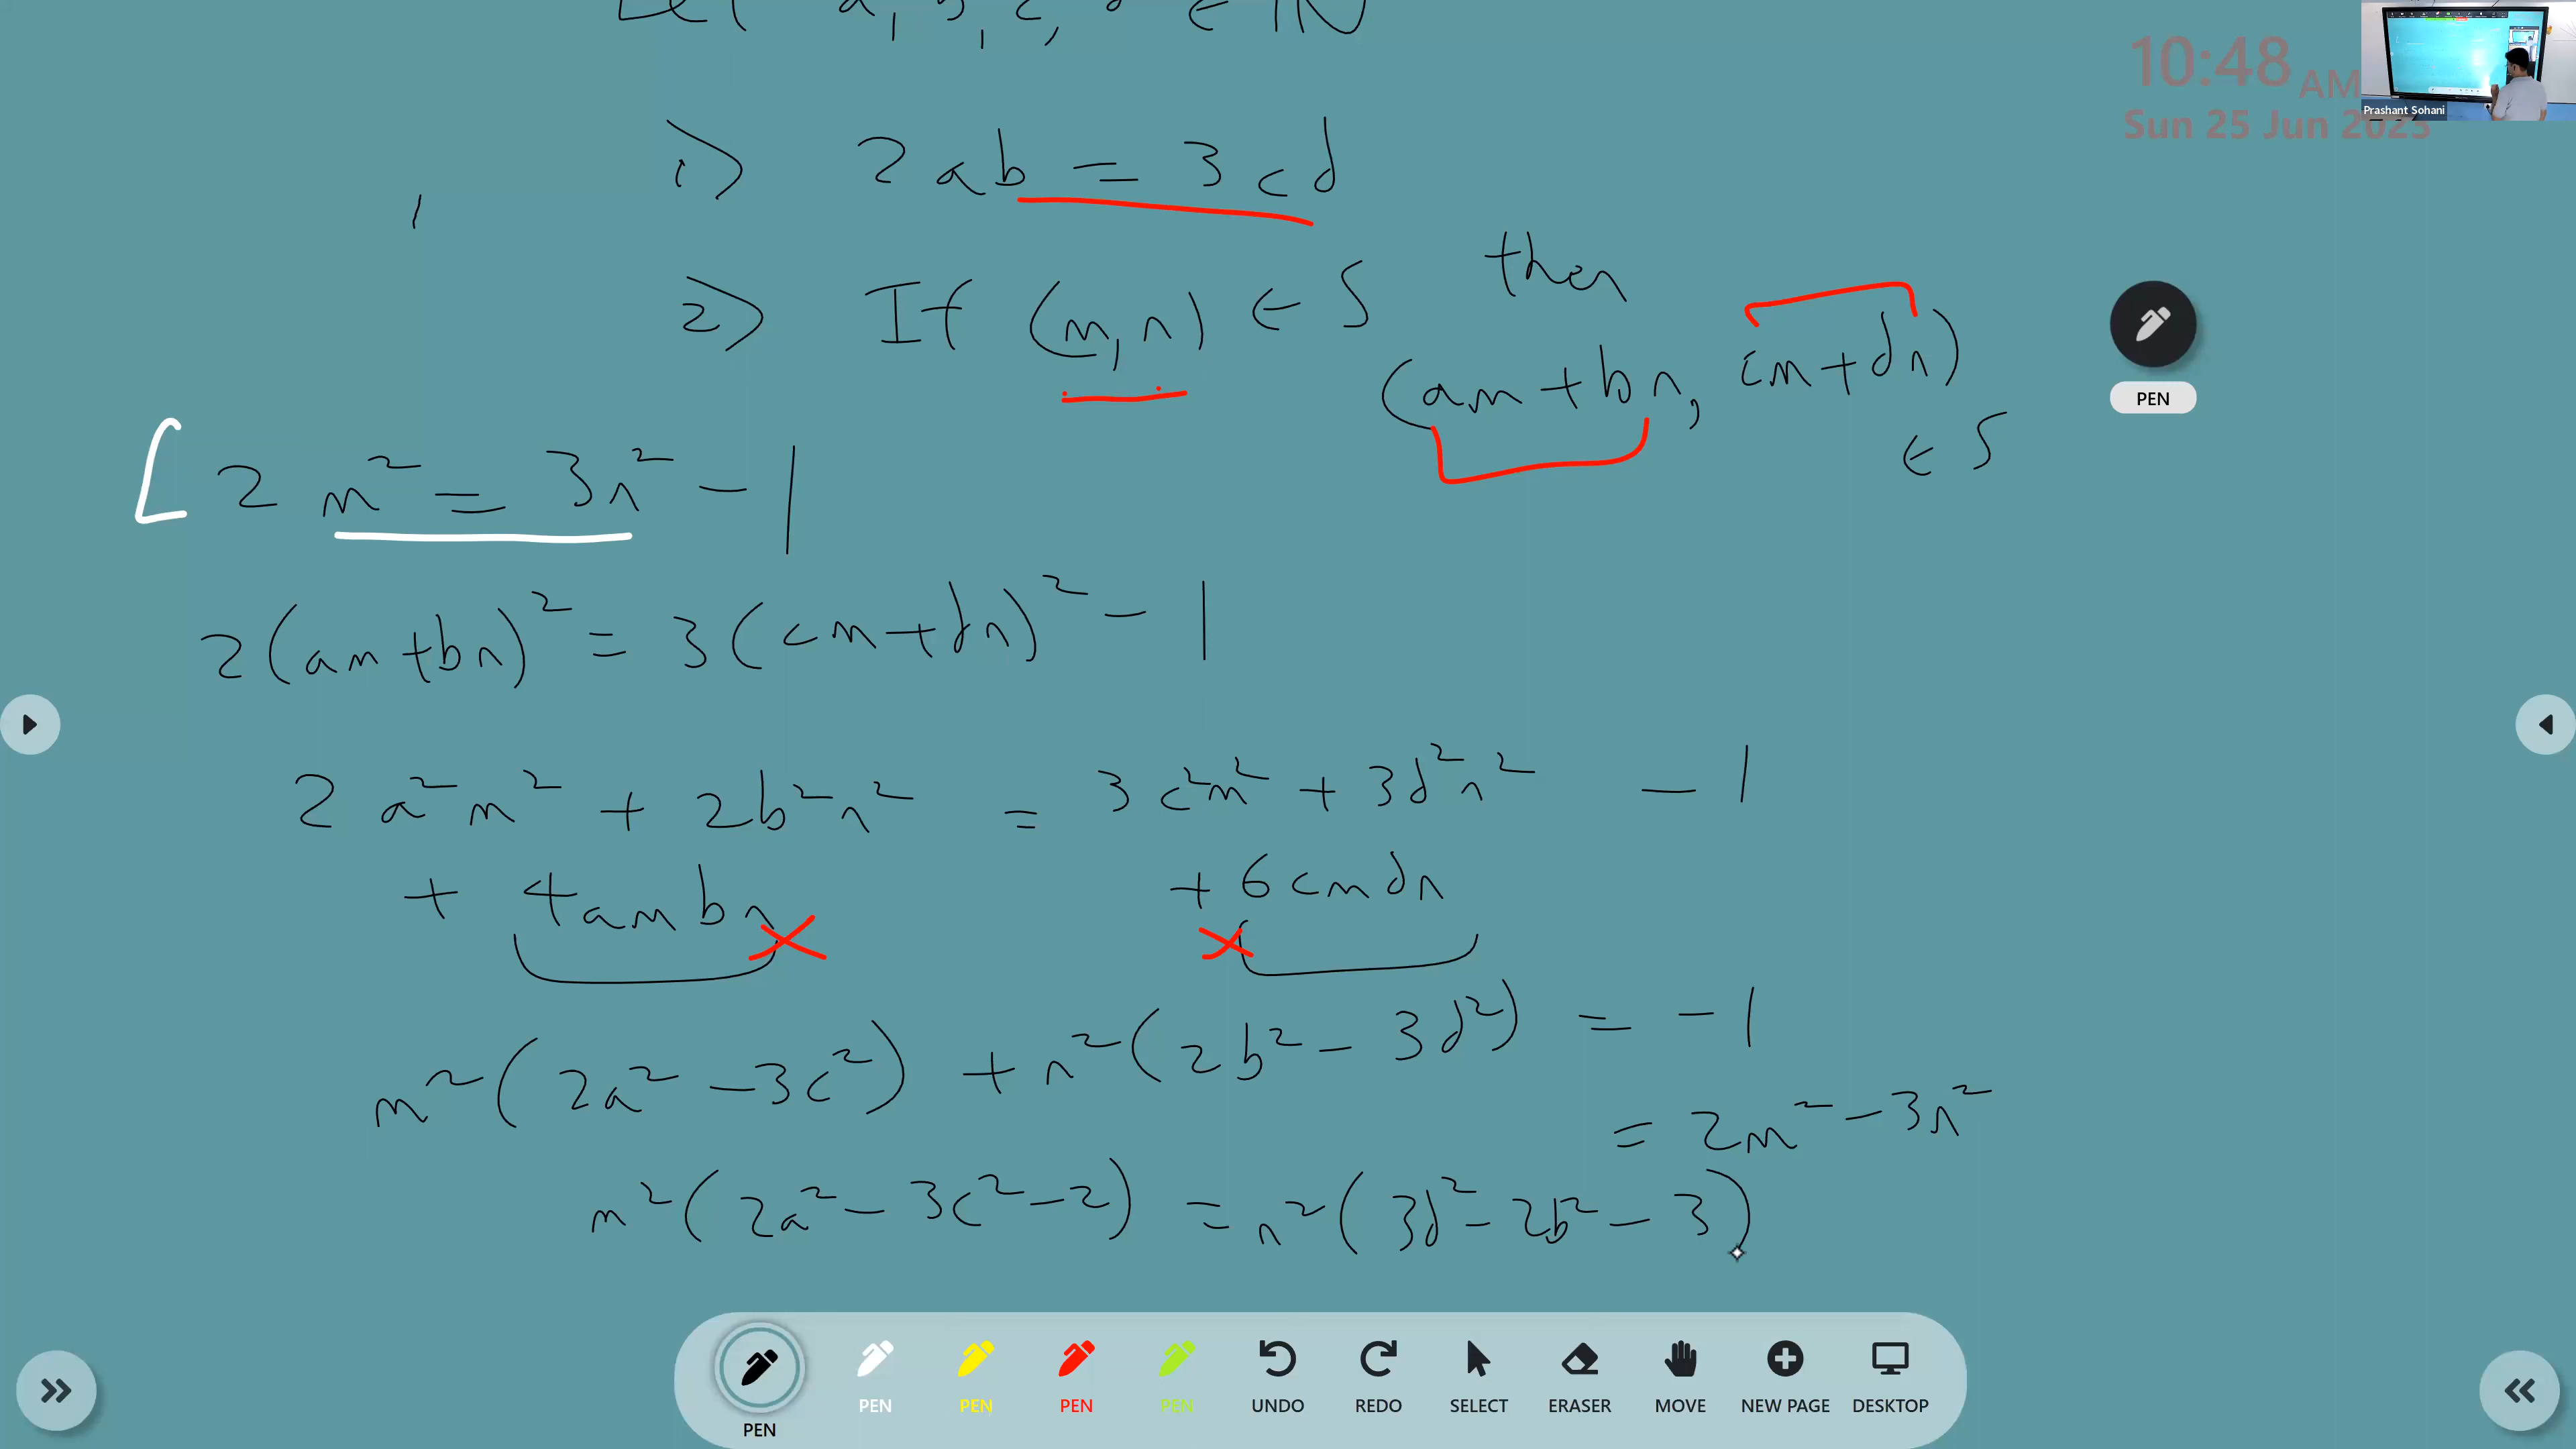 Let a, b, c, d ∈ ℕ
1> 2ab = 3cd
2> If (m, n) ∈ S then
(am + bn, cm + dn)
∈ S
2m² = 3n² - 1
2(am + bn)² = 3(cm + dn)² - 1
2a²m² + 2b²n² = 3c²m² + 3d²n² - 1
+ 4ambn + 6cmdn
m²(2a² - 3c²) + n²(2b² - 3d²) = -1
= 2m² - 3n²
m²(2a² - 3c² - 2) = n²(3d² - 2b² - 3)
10:48 AM
Sun 25 Jun 2023
Prashant Sohani
PEN
PEN PEN PEN PEN PEN UNDO REDO SELECT ERASER MOVE NEW PAGE DESKTOP